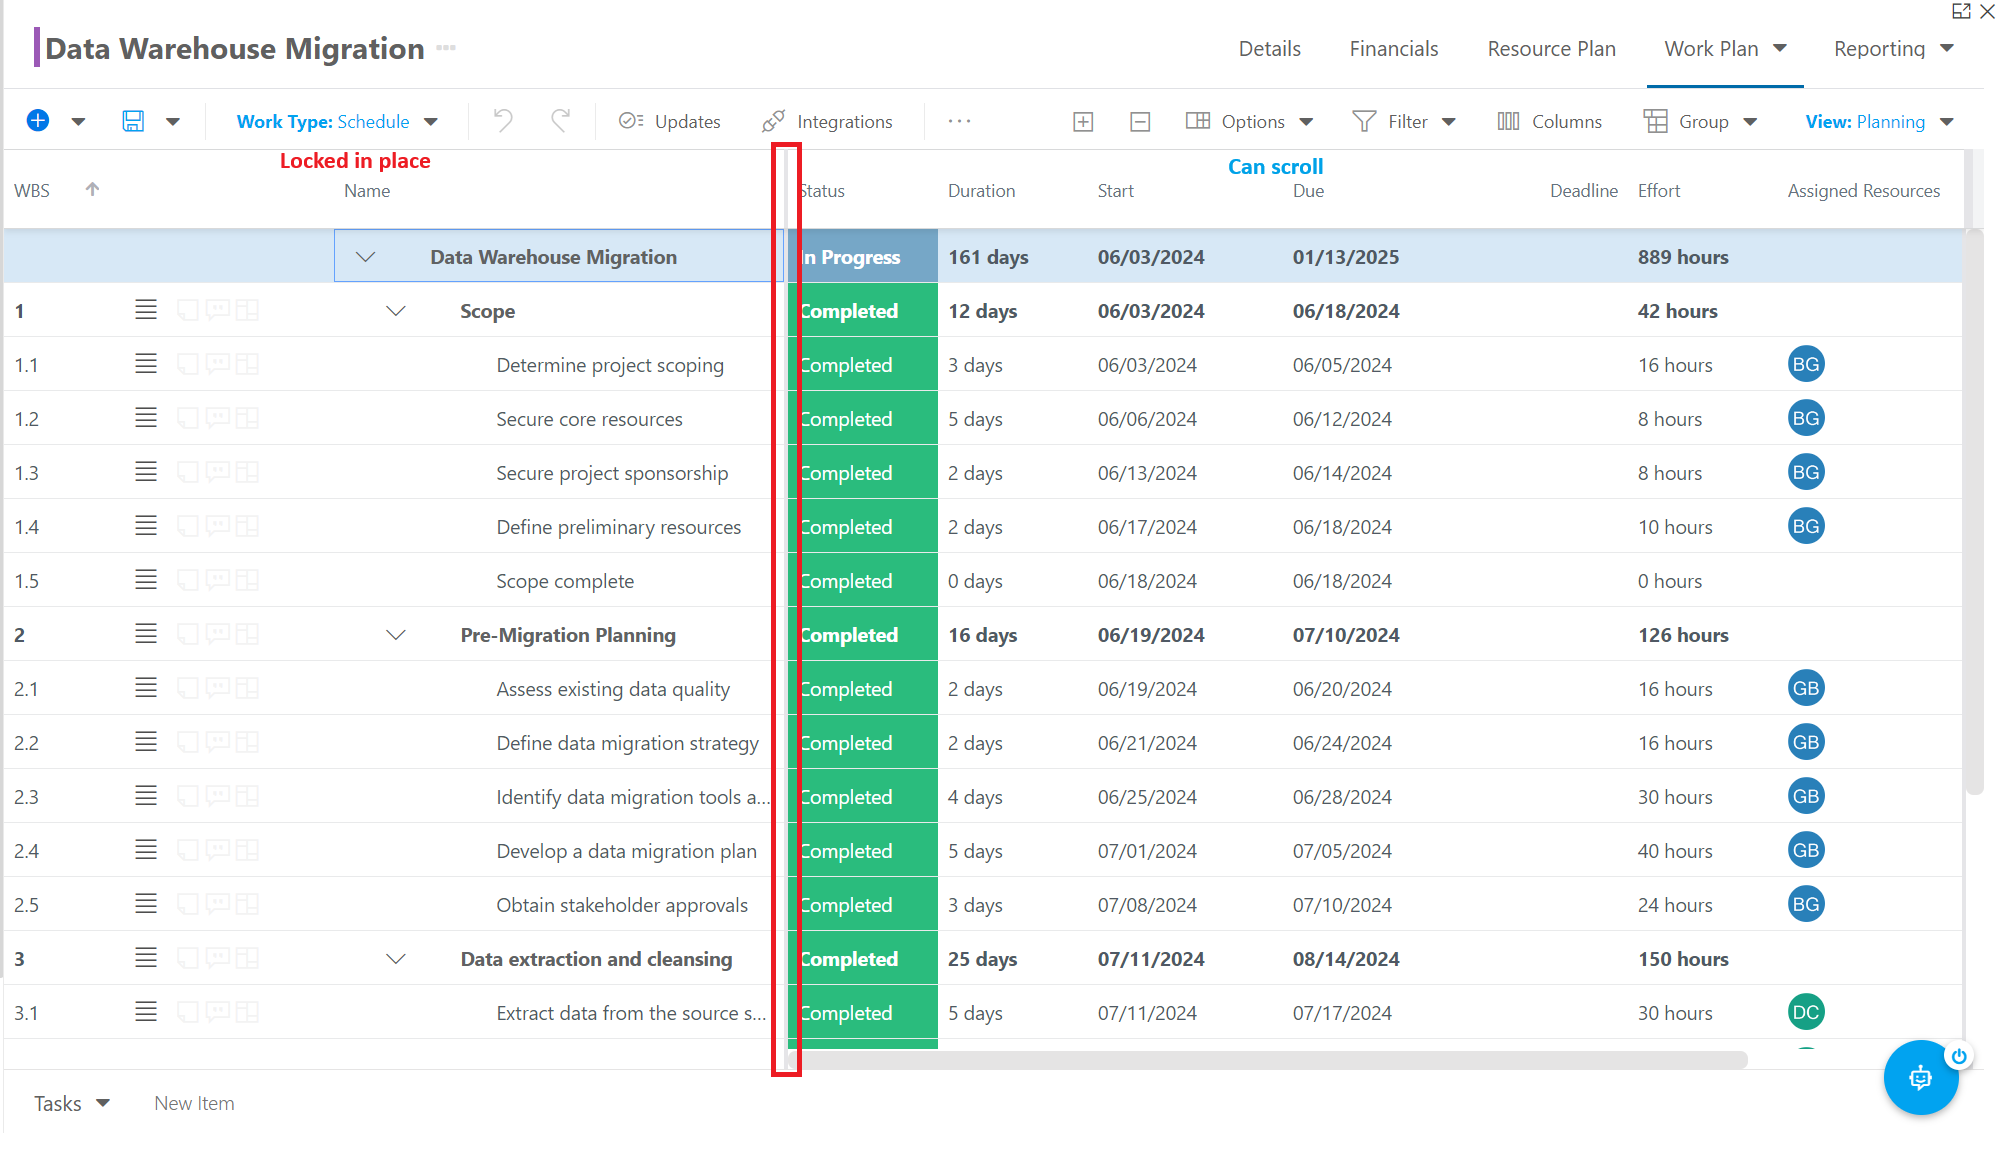 Data Warehouse Migration
Details Financials Resource Plan Work Plan Reporting
Work Type: Schedule Updates Integrations ... Options Filter Columns Group View: Planning
Locked in place Can scroll
WBS Name Status Duration Start Due Deadline Effort Assigned Resources
Data Warehouse Migration In Progress 161 days 06/03/2024 01/13/2025 889 hours
1 Scope Completed 12 days 06/03/2024 06/18/2024 42 hours
1.1 Determine project scoping Completed 3 days 06/03/2024 06/05/2024 16 hours BG
1.2 Secure core resources Completed 5 days 06/06/2024 06/12/2024 8 hours BG
1.3 Secure project sponsorship Completed 2 days 06/13/2024 06/14/2024 8 hours BG
1.4 Define preliminary resources Completed 2 days 06/17/2024 06/18/2024 10 hours BG
1.5 Scope complete Completed 0 days 06/18/2024 06/18/2024 0 hours
2 Pre-Migration Planning Completed 16 days 06/19/2024 07/10/2024 126 hours
2.1 Assess existing data quality Completed 2 days 06/19/2024 06/20/2024 16 hours GB
2.2 Define data migration strategy Completed 2 days 06/21/2024 06/24/2024 16 hours GB
2.3 Identify data migration tools a... Completed 4 days 06/25/2024 06/28/2024 30 hours GB
2.4 Develop a data migration plan Completed 5 days 07/01/2024 07/05/2024 40 hours GB
2.5 Obtain stakeholder approvals Completed 3 days 07/08/2024 07/10/2024 24 hours BG
3 Data extraction and cleansing Completed 25 days 07/11/2024 08/14/2024 150 hours
3.1 Extract data from the source s... Completed 5 days 07/11/2024 07/17/2024 30 hours DC
Tasks New Item